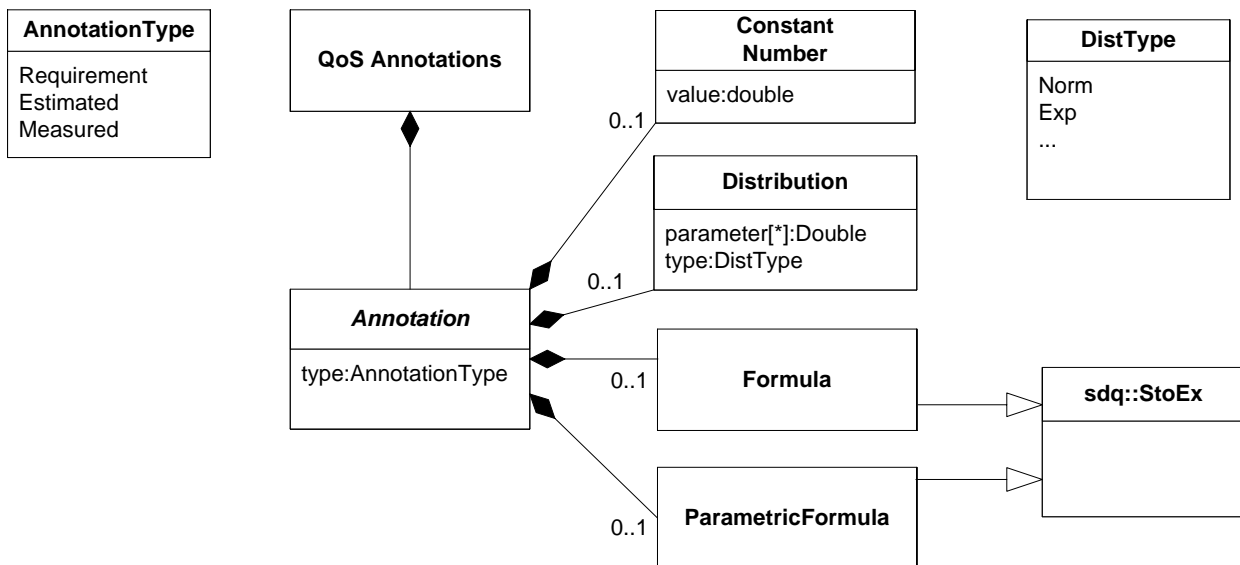 AnnotationType
Requirement
Estimated
Measured
QoS Annotations
Constant
Number
value:double
0..1
DistType
Norm
Exp
...
Distribution
parameter[*]:Double
type:DistType
0..1
Annotation
type:AnnotationType
Formula
0..1
sdq::StoEx
ParametricFormula
0..1